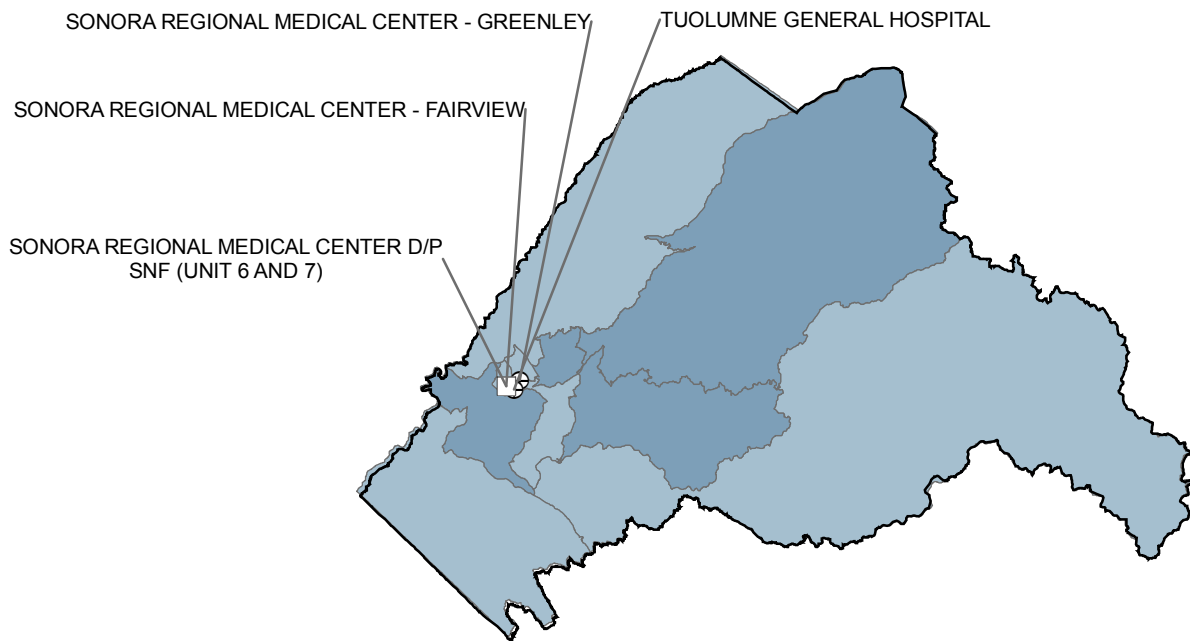 SONORA REGIONAL MEDICAL CENTER - GREENLEY
TUOLUMNE GENERAL HOSPITAL
SONORA REGIONAL MEDICAL CENTER - FAIRVIEW
SONORA REGIONAL MEDICAL CENTER D/P
SNF (UNIT 6 AND 7)